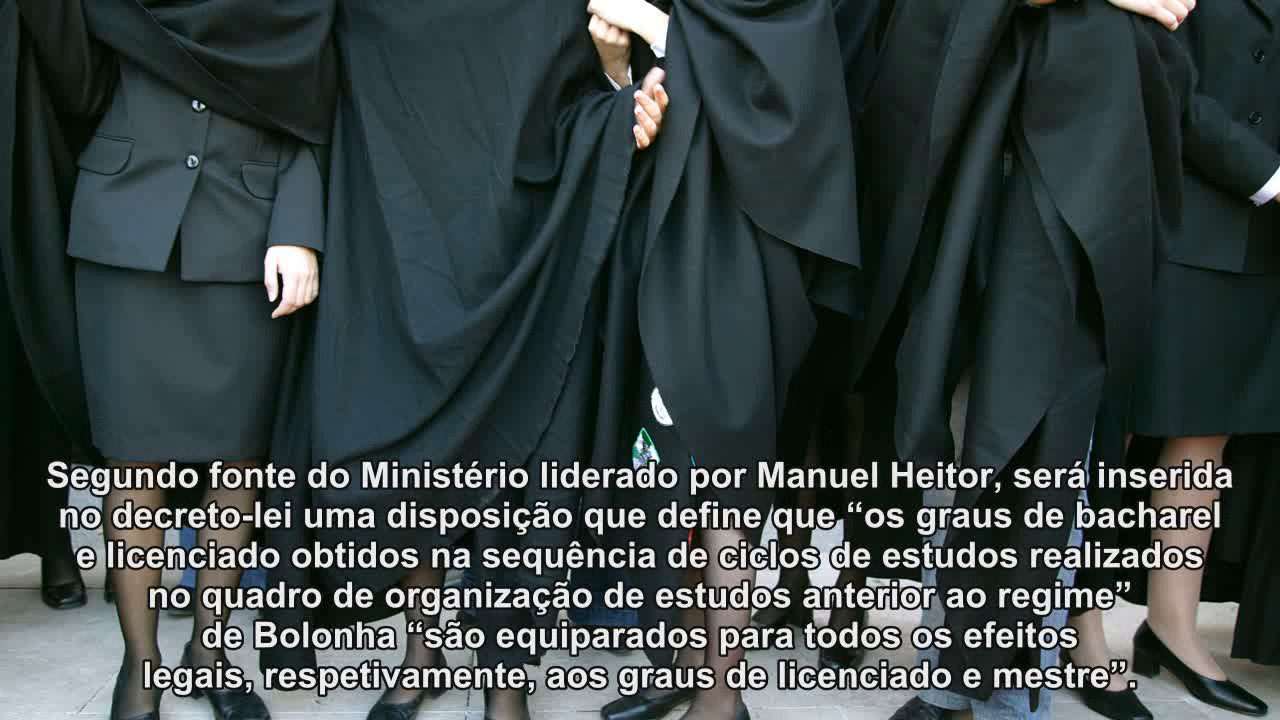 Segundo fonte do Ministério liderado por Manuel Heitor, será inserida
no decreto-lei uma disposição que define que “os graus de bacharel
e licenciado obtidos na sequência de ciclos de estudos realizados
no quadro de organização de estudos anterior ao regime”
de Bolonha “são equiparados para todos os efeitos
legais, respetivamente, aos graus de licenciado e mestre”.